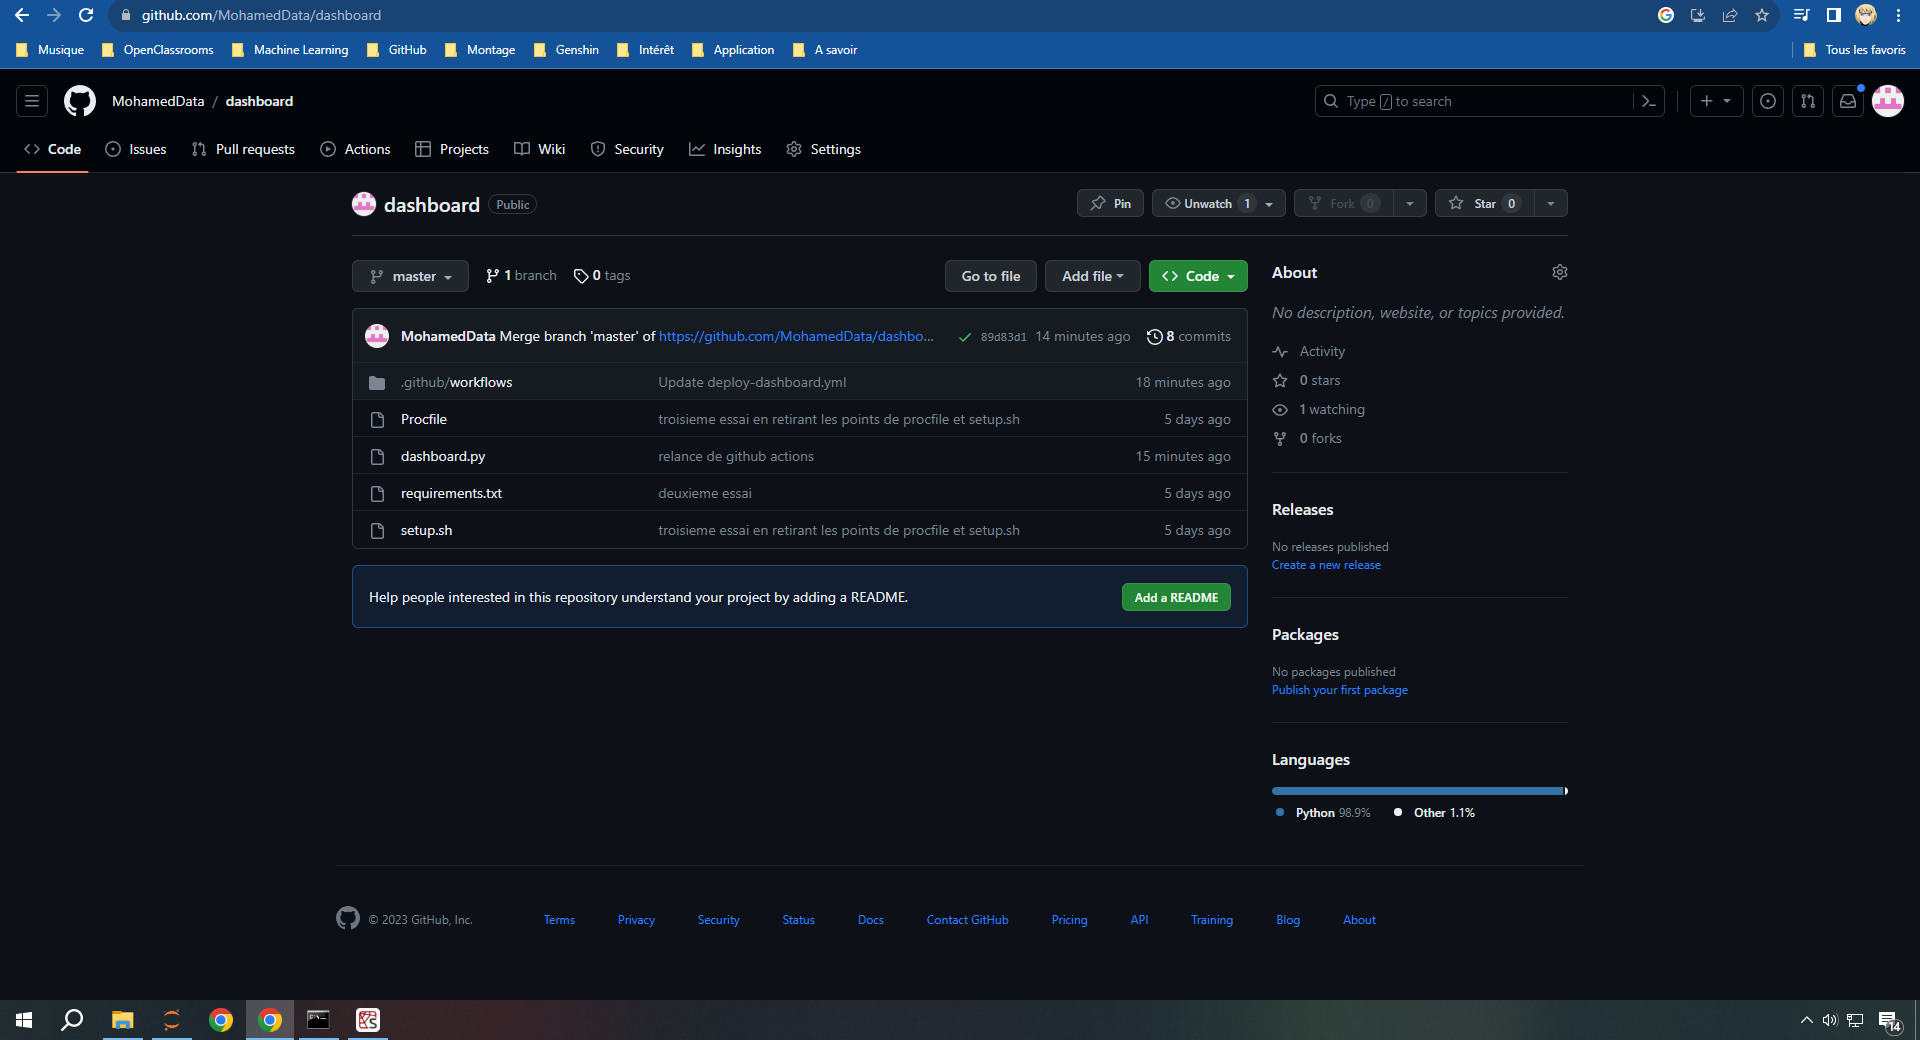 github.com/MohamedData/dashboard
Musique OpenClassrooms Machine Learning GitHub Montage Genshin Intérêt Application A savoir Tous les favoris
MohamedData / dashboard Type / to search
Code Issues Pull requests Actions Projects Wiki Security Insights Settings
dashboard Public Pin Unwatch 1 Fork 0 Star 0
master 1 branch 0 tags Go to file Add file Code
MohamedData Merge branch 'master' of https://github.com/MohamedData/dashbo... 89d83d1 14 minutes ago 8 commits
.github/workflows Update deploy-dashboard.yml 18 minutes ago
Procfile troisieme essai en retirant les points de procfile et setup.sh 5 days ago
dashboard.py relance de github actions 15 minutes ago
requirements.txt deuxieme essai 5 days ago
setup.sh troisieme essai en retirant les points de procfile et setup.sh 5 days ago
Help people interested in this repository understand your project by adding a README. Add a README
About
No description, website, or topics provided.
Activity
0 stars
1 watching
0 forks
Releases
No releases published
Create a new release
Packages
No packages published
Publish your first package
Languages
Python 98.9% Other 1.1%
© 2023 GitHub, Inc. Terms Privacy Security Status Docs Contact GitHub Pricing API Training Blog About
14